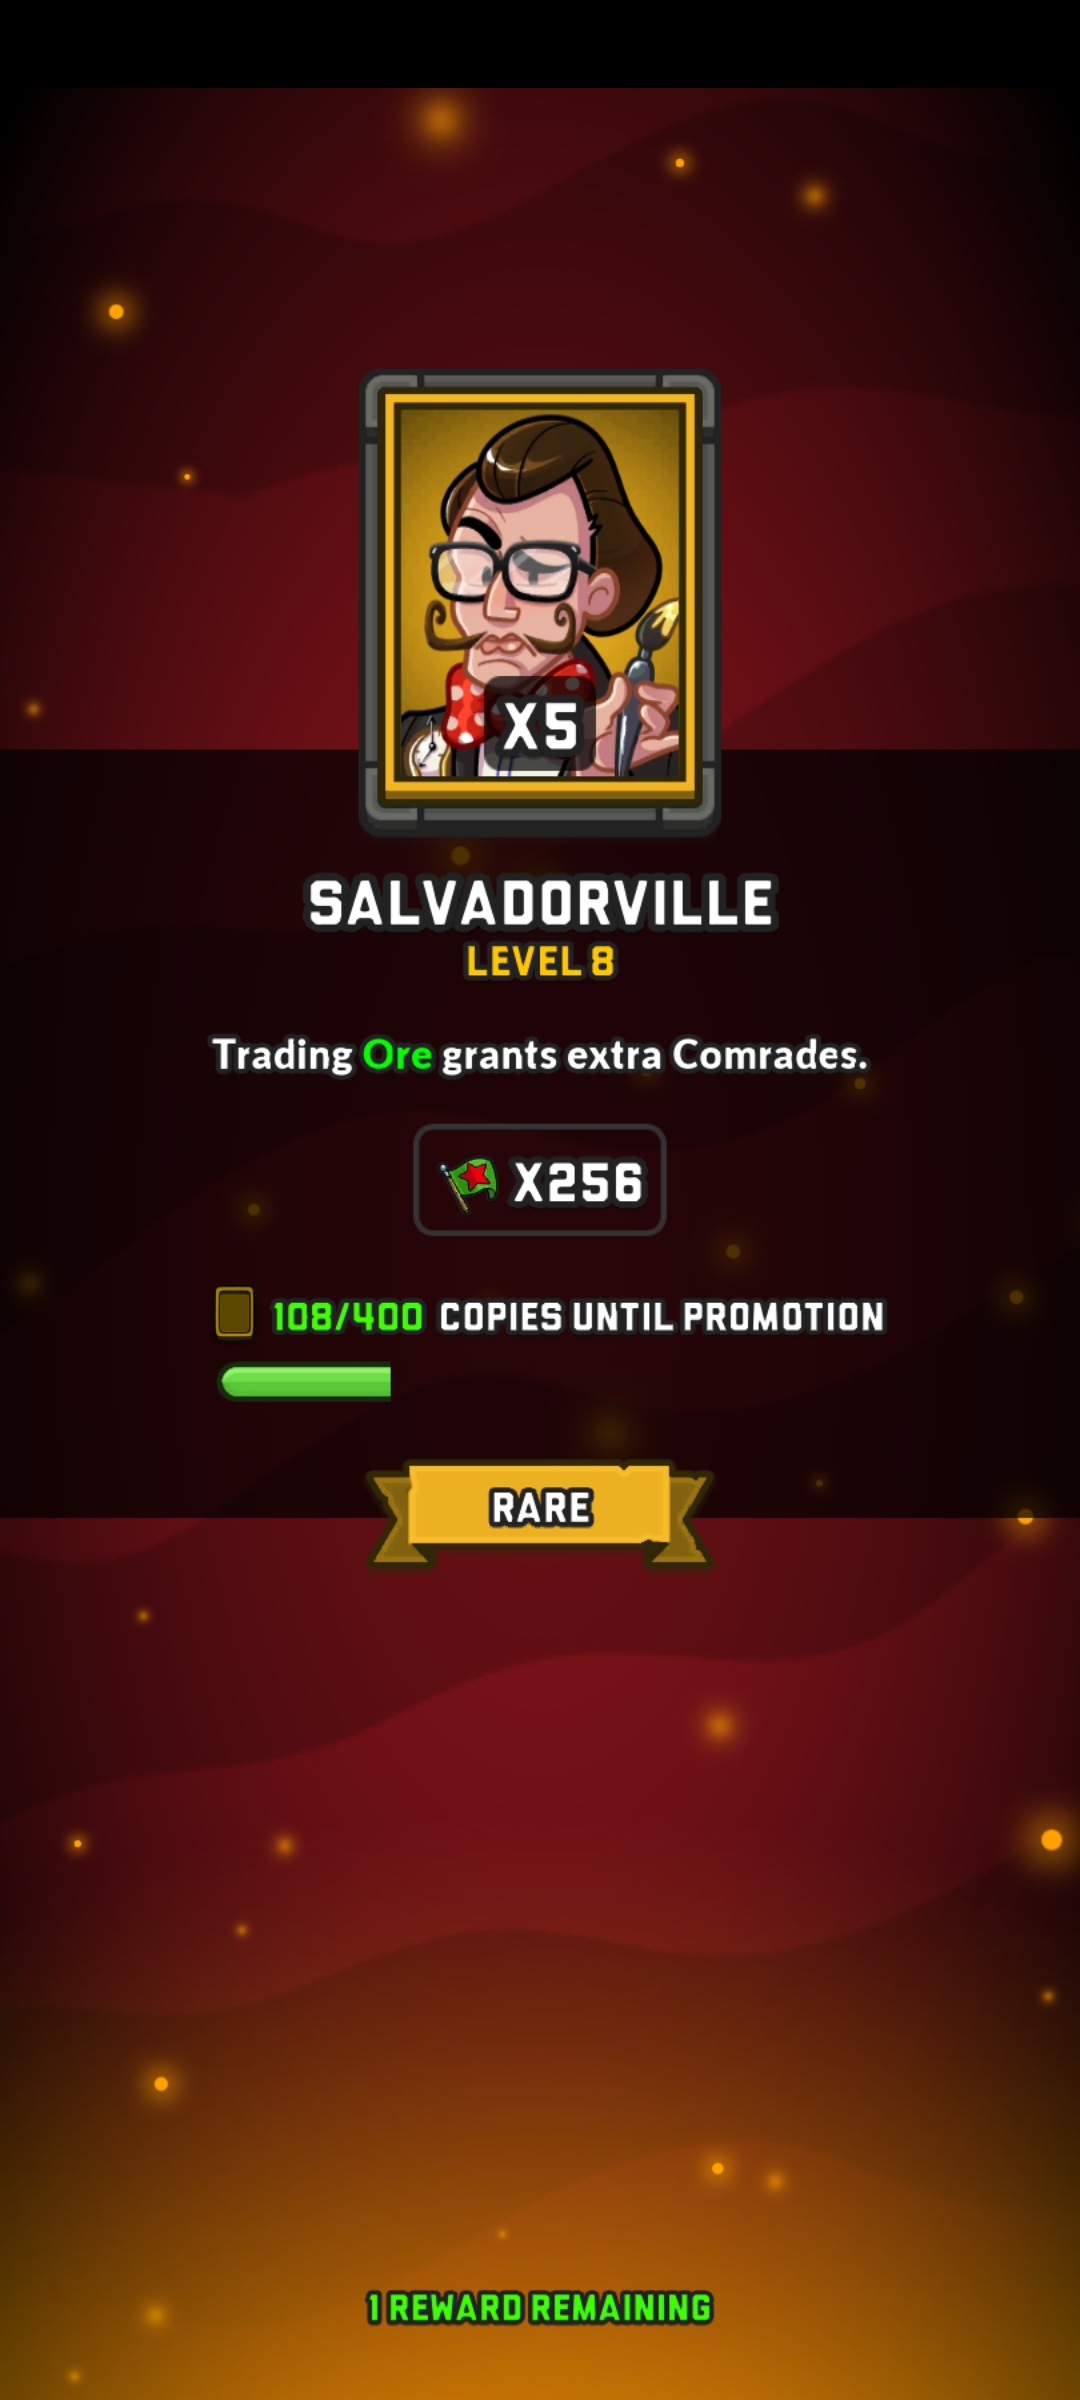 X5
SALVADORVILLE
LEVEL 8
Trading Ore grants extra Comrades.
X256
108/400 COPIES UNTIL PROMOTION
RARE
1 REWARD REMAINING